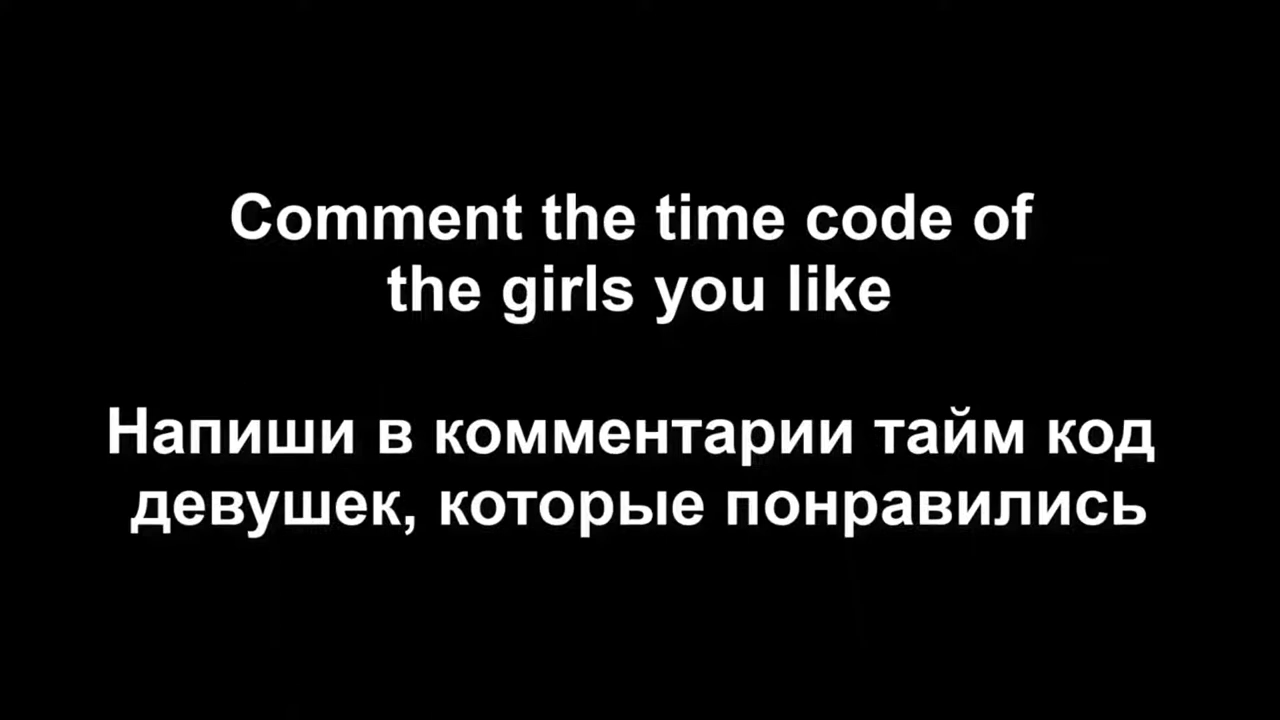 Comment the time code of
the girls you like
Напиши в комментарии тайм код
девушек, которые понравились